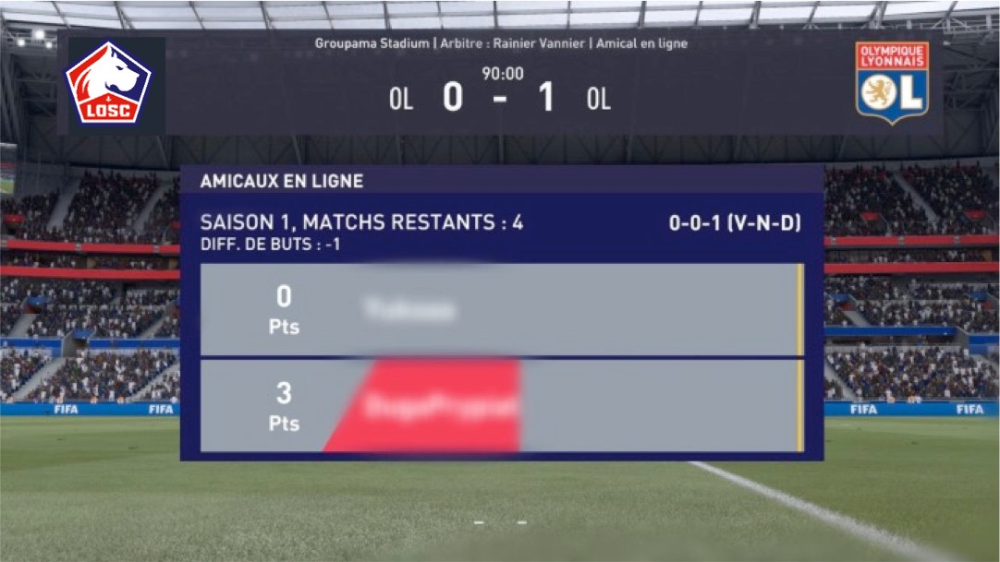 Groupama Stadium | Arbitre : Rainier Vannier | Amical en ligne
LOSC
OLYMPIQUE
LYONNAIS
OL
90:00
OL 0 - 1 OL
AMICAUX EN LIGNE
SAISON 1, MATCHS RESTANTS : 4
0-0-1 (V-N-D)
DIFF. DE BUTS : -1
0
Pts
3
Pts
FIFA
FIFA
FIFA
FIFA